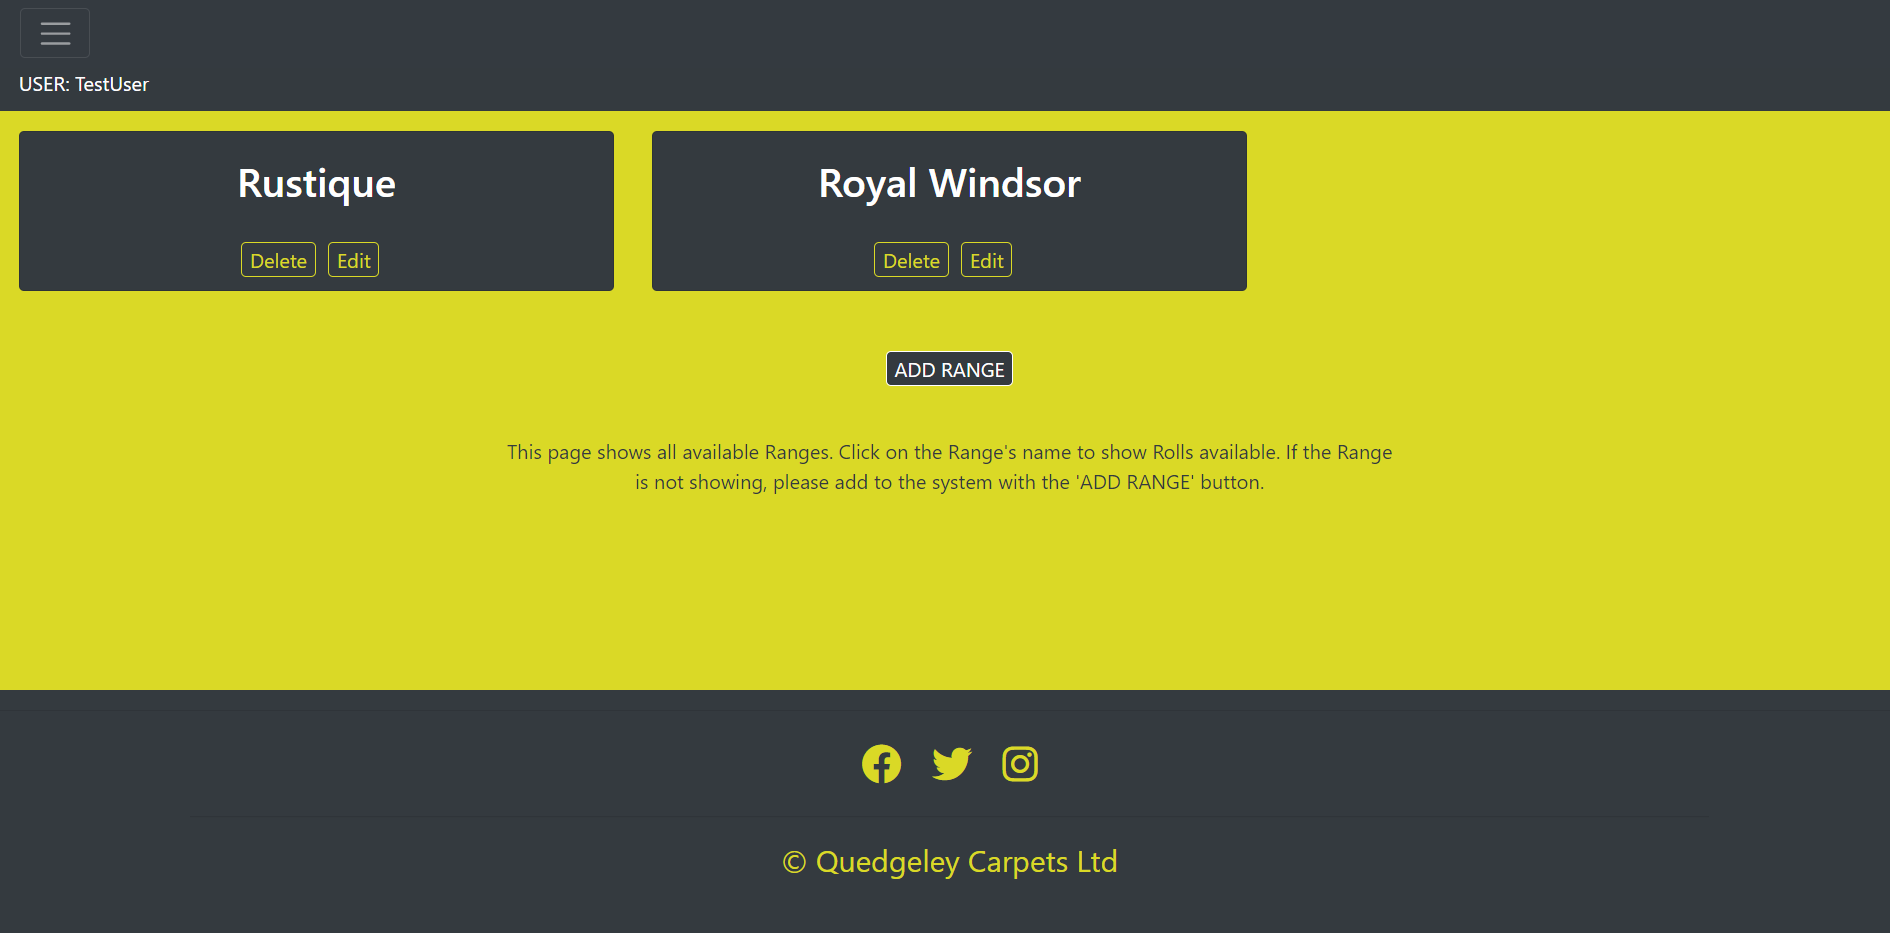 USER: TestUser
Rustique
Delete Edit
Royal Windsor
Delete Edit
ADD RANGE
This page shows all available Ranges. Click on the Range's name to show Rolls available. If the Range
is not showing, please add to the system with the 'ADD RANGE' button.
© Quedgeley Carpets Ltd